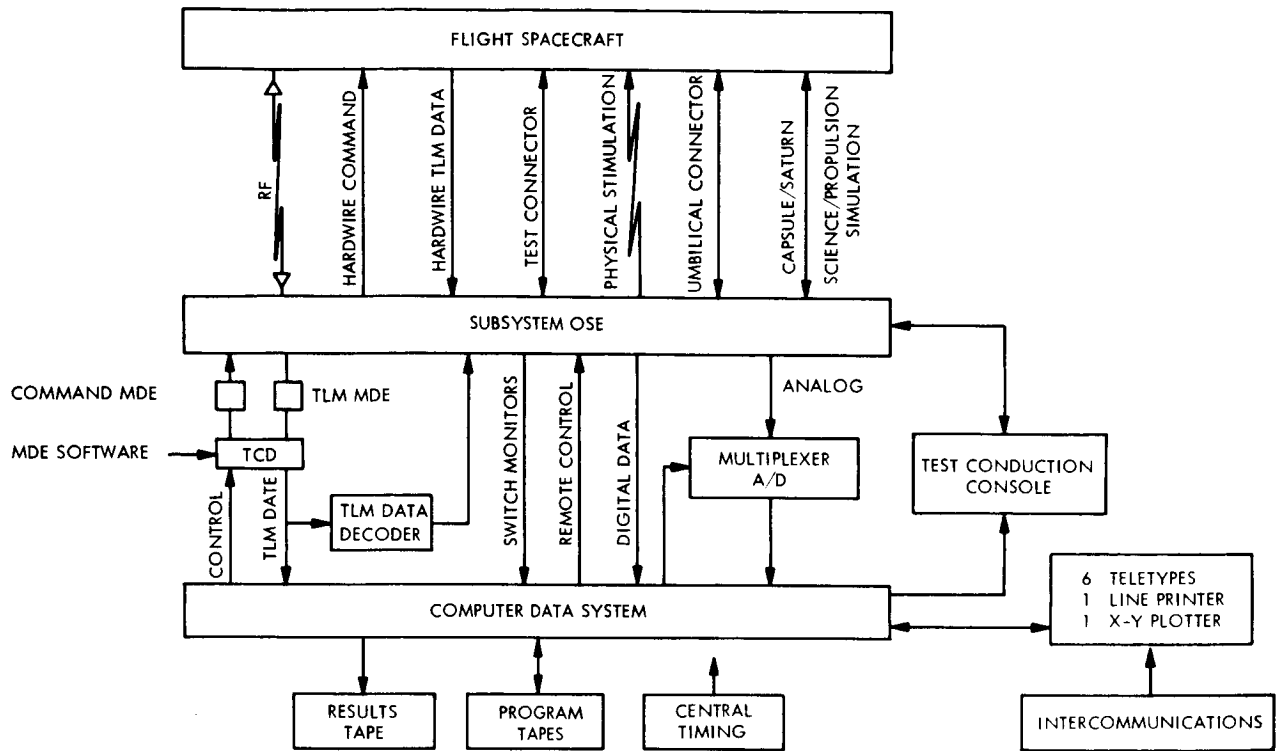 FLIGHT SPACECRAFT
RF
HARDWIRE COMMAND
HARDWIRE TLM DATA
TEST CONNECTOR
PHYSICAL STIMULATION
UMBILICAL CONNECTOR
CAPSULE/SATURN
SCIENCE/PROPULSION
SIMULATION
SUBSYSTEM OSE
COMMAND MDE
TLM MDE
MDE SOFTWARE
TCD
CONTROL
TLM DATE
TLM DATA
DECODER
SWITCH MONITORS
REMOTE CONTROL
DIGITAL DATA
ANALOG
MULTIPLEXER
A/D
TEST CONDUCTION
CONSOLE
COMPUTER DATA SYSTEM
6 TELETYPES
1 LINE PRINTER
1 X-Y PLOTTER
RESULTS
TAPE
PROGRAM
TAPES
CENTRAL
TIMING
INTERCOMMUNICATIONS